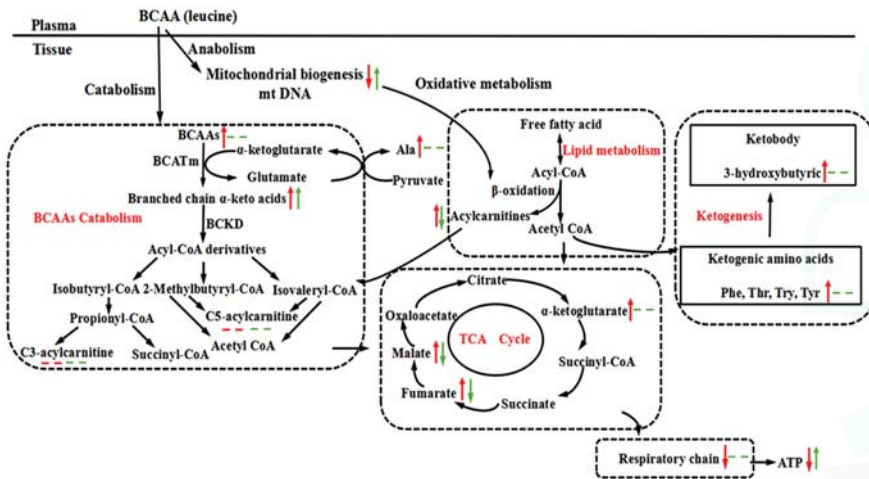 BCAA (leucine)
Plasma
Tissue
Anabolism
Catabolism
Mitochondrial biogenesis
mt DNA
Oxidative metabolism
BCAAs
BCATm
α-ketoglutarate
Glutamate
Ala
Pyruvate
Branched chain α-keto acids
BCAAs Catabolism
BCKD
Acyl-CoA derivatives
Isobutyryl-CoA
2-Methylbutyryl-CoA
Isovaleryl-CoA
Propionyl-CoA
C5-acylcarnitine
C3-acylcarnitine
Succinyl-CoA
Acetyl CoA
Free fatty acid
Lipid metabolism
Acyl-CoA
β-oxidation
Acylcarnitines
Acetyl CoA
Ketobody
3-hydroxybutyric
Ketogenesis
Ketogenic amino acids
Phe, Thr, Try, Tyr
Citrate
Oxaloacetate
α-ketoglutarate
TCA Cycle
Malate
Succinyl-CoA
Fumarate
Succinate
Respiratory chain
ATP